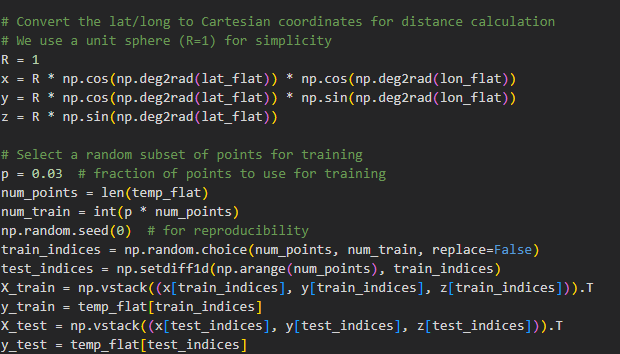 # Convert the lat/long to Cartesian coordinates for distance calculation
# We use a unit sphere (R=1) for simplicity
R = 1
x = R * np.cos(np.deg2rad(lat_flat)) * np.cos(np.deg2rad(lon_flat))
y = R * np.cos(np.deg2rad(lat_flat)) * np.sin(np.deg2rad(lon_flat))
z = R * np.sin(np.deg2rad(lat_flat))

# Select a random subset of points for training
p = 0.03  # fraction of points to use for training
num_points = len(temp_flat)
num_train = int(p * num_points)
np.random.seed(0)  # for reproducibility
train_indices = np.random.choice(num_points, num_train, replace=False)
test_indices = np.setdiff1d(np.arange(num_points), train_indices)
X_train = np.vstack((x[train_indices], y[train_indices], z[train_indices])).T
y_train = temp_flat[train_indices]
X_test = np.vstack((x[test_indices], y[test_indices], z[test_indices])).T
y_test = temp_flat[test_indices]